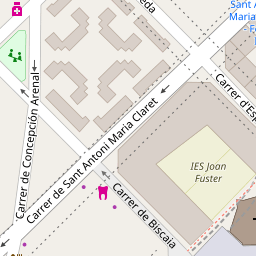 Sant A
Maria
F
Carrer de Concepción Arenal
Carrer de Sant Antoni Maria Claret
Carrer d'Esp
IES Joan
Fuster
Carrer de Biscaia